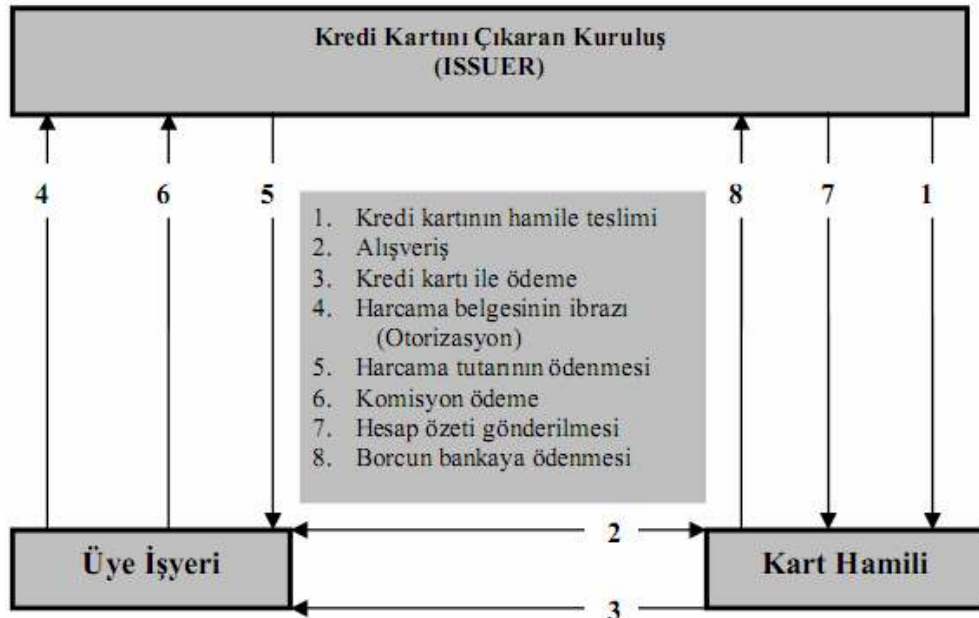 Kredi Kartını Çıkaran Kuruluş
(ISSUER)
4 6 5 8 7 1
1. Kredi kartının hamile teslimi
2. Alışveriş
3. Kredi kartı ile ödeme
4. Harcama belgesinin ibrazı
(Otorizasyon)
5. Harcama tutarının ödenmesi
6. Komisyon ödeme
7. Hesap özeti gönderilmesi
8. Borcun bankaya ödenmesi
2
Üye İşyeri
Kart Hamili
3